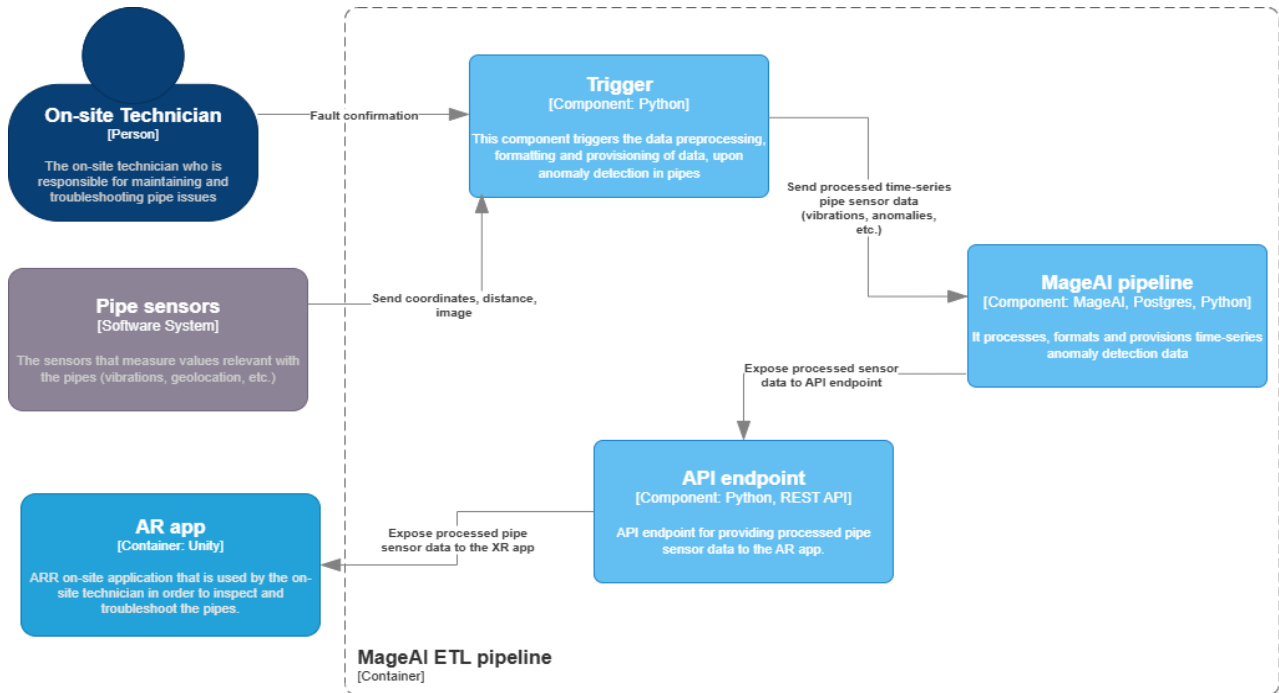 On-site Technician
[Person]
The on-site technician who is
responsible for maintaining and
troubleshooting pipe issues
Fault confirmation
Trigger
[Component: Python]
This component triggers the data preprocessing,
formatting and provisioning of data, upon
anomaly detection in pipes
Send processed time-series
pipe sensor data
(vibrations, anomalies,
etc.)
Pipe sensors
[Software System]
The sensors that measure values relevant with
the pipes (vibrations, geolocation, etc.)
Send coordinates, distance,
image
MageAI pipeline
[Component: MageAI, Postgres, Python]
It processes, formats and provisions time-series
anomaly detection data
Expose processed sensor
data to API endpoint
API endpoint
[Component: Python, REST API]
API endpoint for providing processed pipe
sensor data to the AR app.
Expose processed pipe
sensor data to the XR app
AR app
[Container: Unity]
ARR on-site application that is used by the on-
site technician in order to inspect and
troubleshoot the pipes.
MageAI ETL pipeline
[Container]